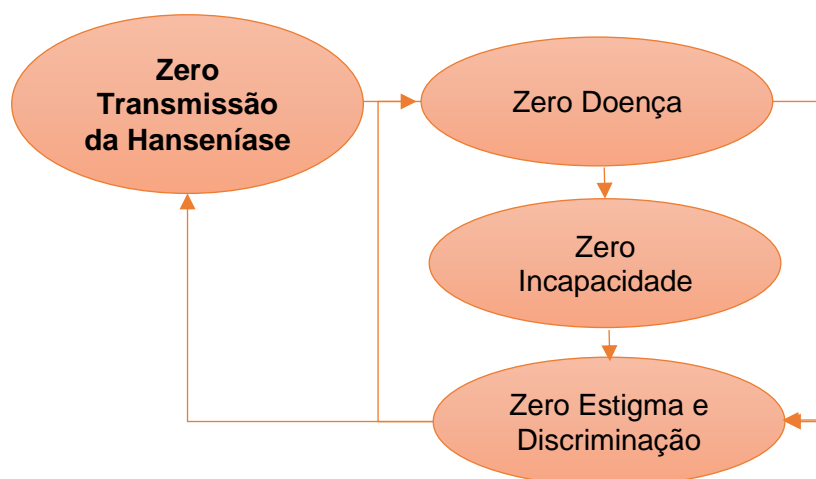 Zero
Transmissão
da Hanseníase
Zero Doença
Zero
Incapacidade
Zero Estigma e
Discriminação